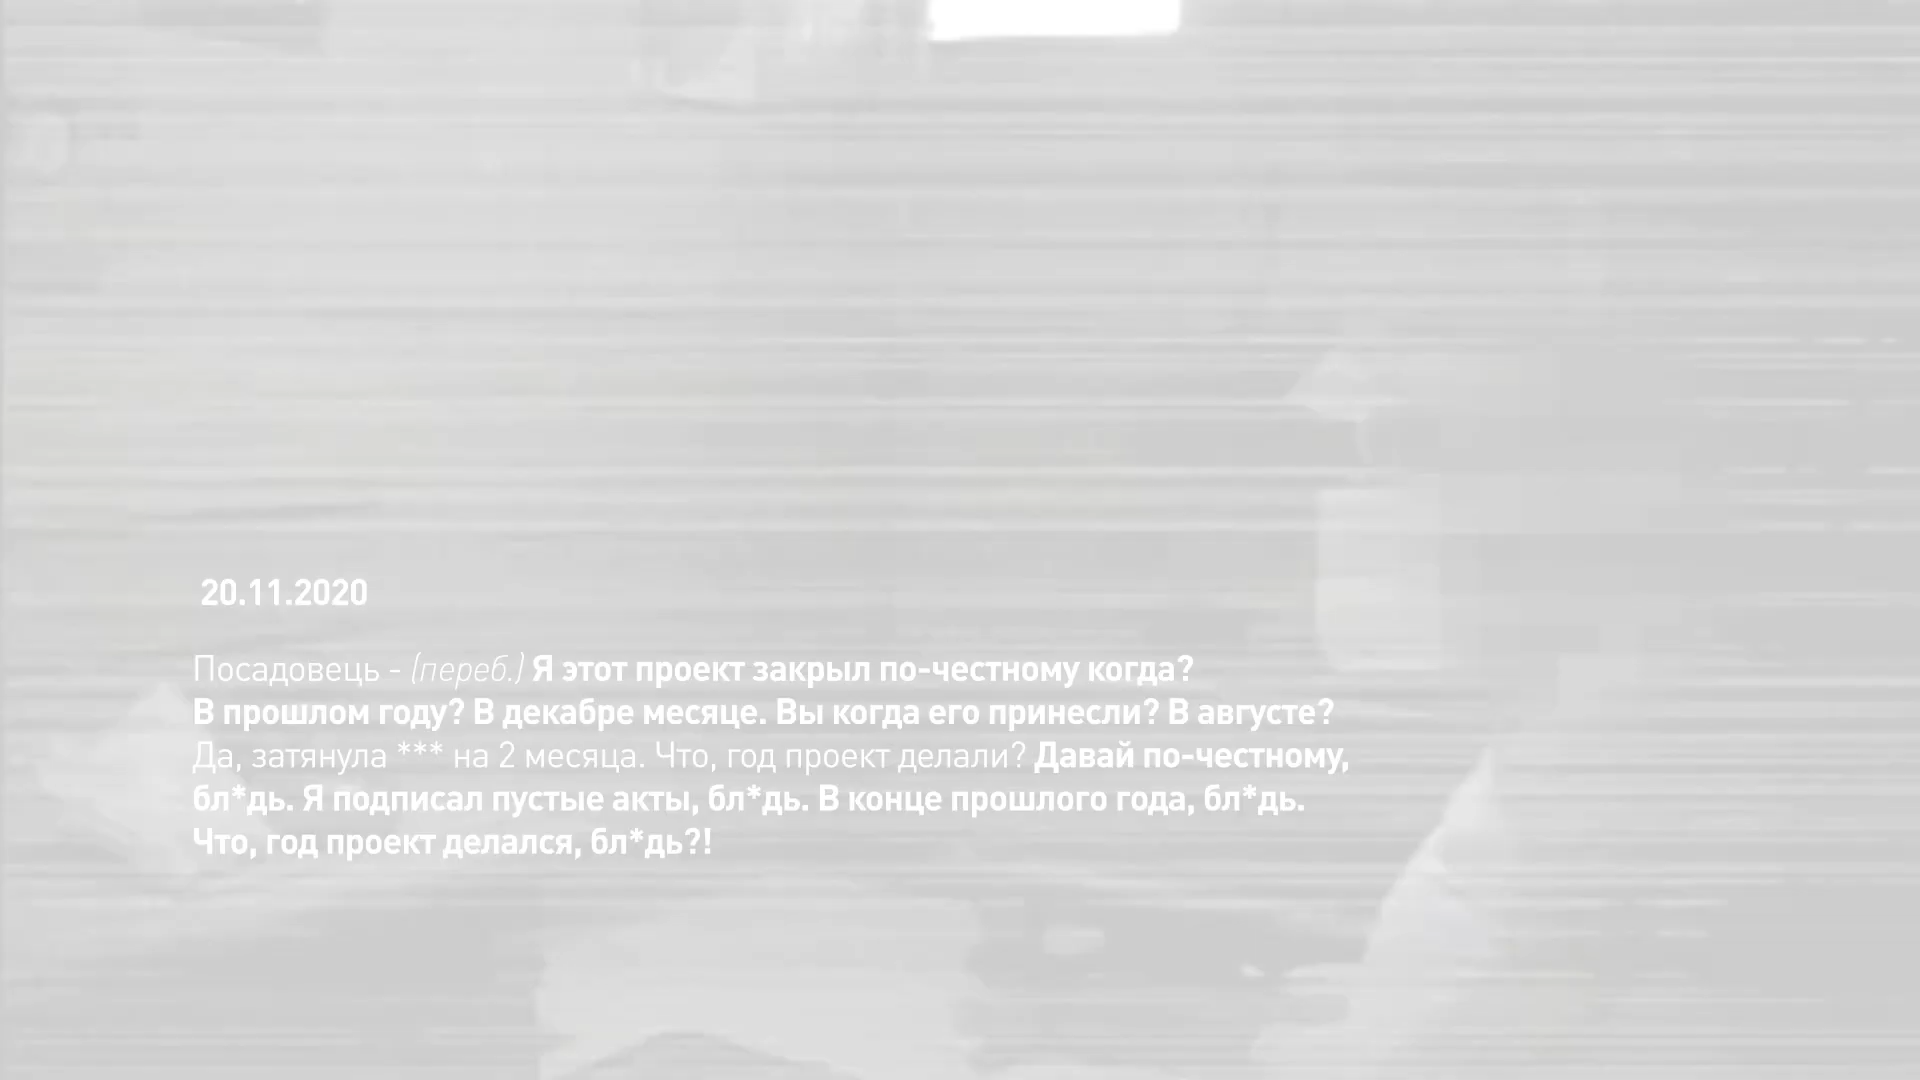 20.11.2020
Посадовець - (переб.) Я этот проект закрыл по-честному когда?
В прошлом году? В декабре месяце. Вы когда его принесли? В августе?
Да, затянула *** на 2 месяца. Что, год проект делали? Давай по-честному,
бл*дь. Я подписал пустые акты, бл*дь. В конце прошлого года, бл*дь.
Что, год проект делался, бл*дь?!